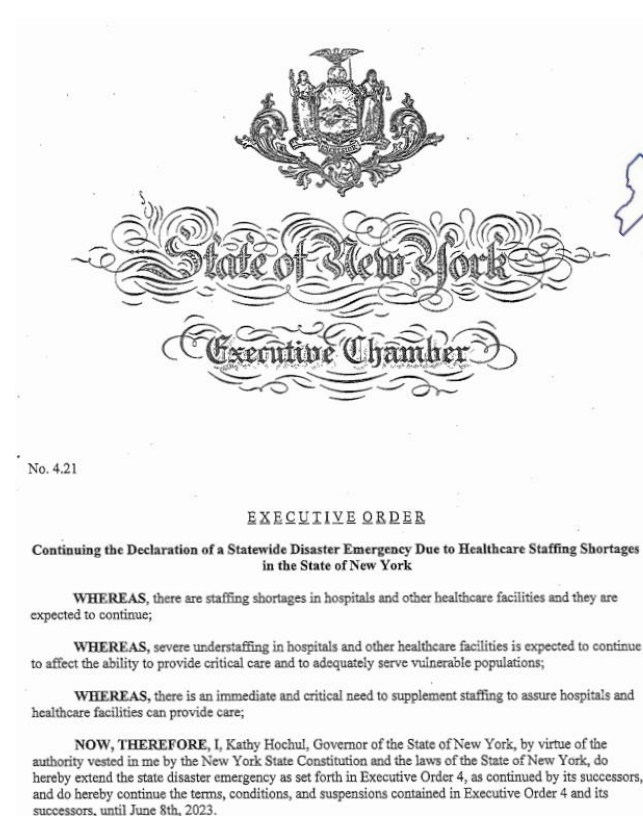 EXCELSIOR
State of New York
Executive Chamber
No. 4.21
EXECUTIVE ORDER
Continuing the Declaration of a Statewide Disaster Emergency Due to Healthcare Staffing Shortages
in the State of New York
WHEREAS, there are staffing shortages in hospitals and other healthcare facilities and they are
expected to continue;
WHEREAS, severe understaffing in hospitals and other healthcare facilities is expected to continue
to affect the ability to provide critical care and to adequately serve vulnerable populations;
WHEREAS, there is an immediate and critical need to supplement staffing to assure hospitals and
healthcare facilities can provide care;
NOW, THEREFORE, I, Kathy Hochul, Governor of the State of New York, by virtue of the
authority vested in me by the New York State Constitution and the laws of the State of New York, do
hereby extend the state disaster emergency as set forth in Executive Order 4, as continued by its successors,
and do hereby continue the terms, conditions, and suspensions contained in Executive Order 4 and its
successors, until June 8th, 2023.